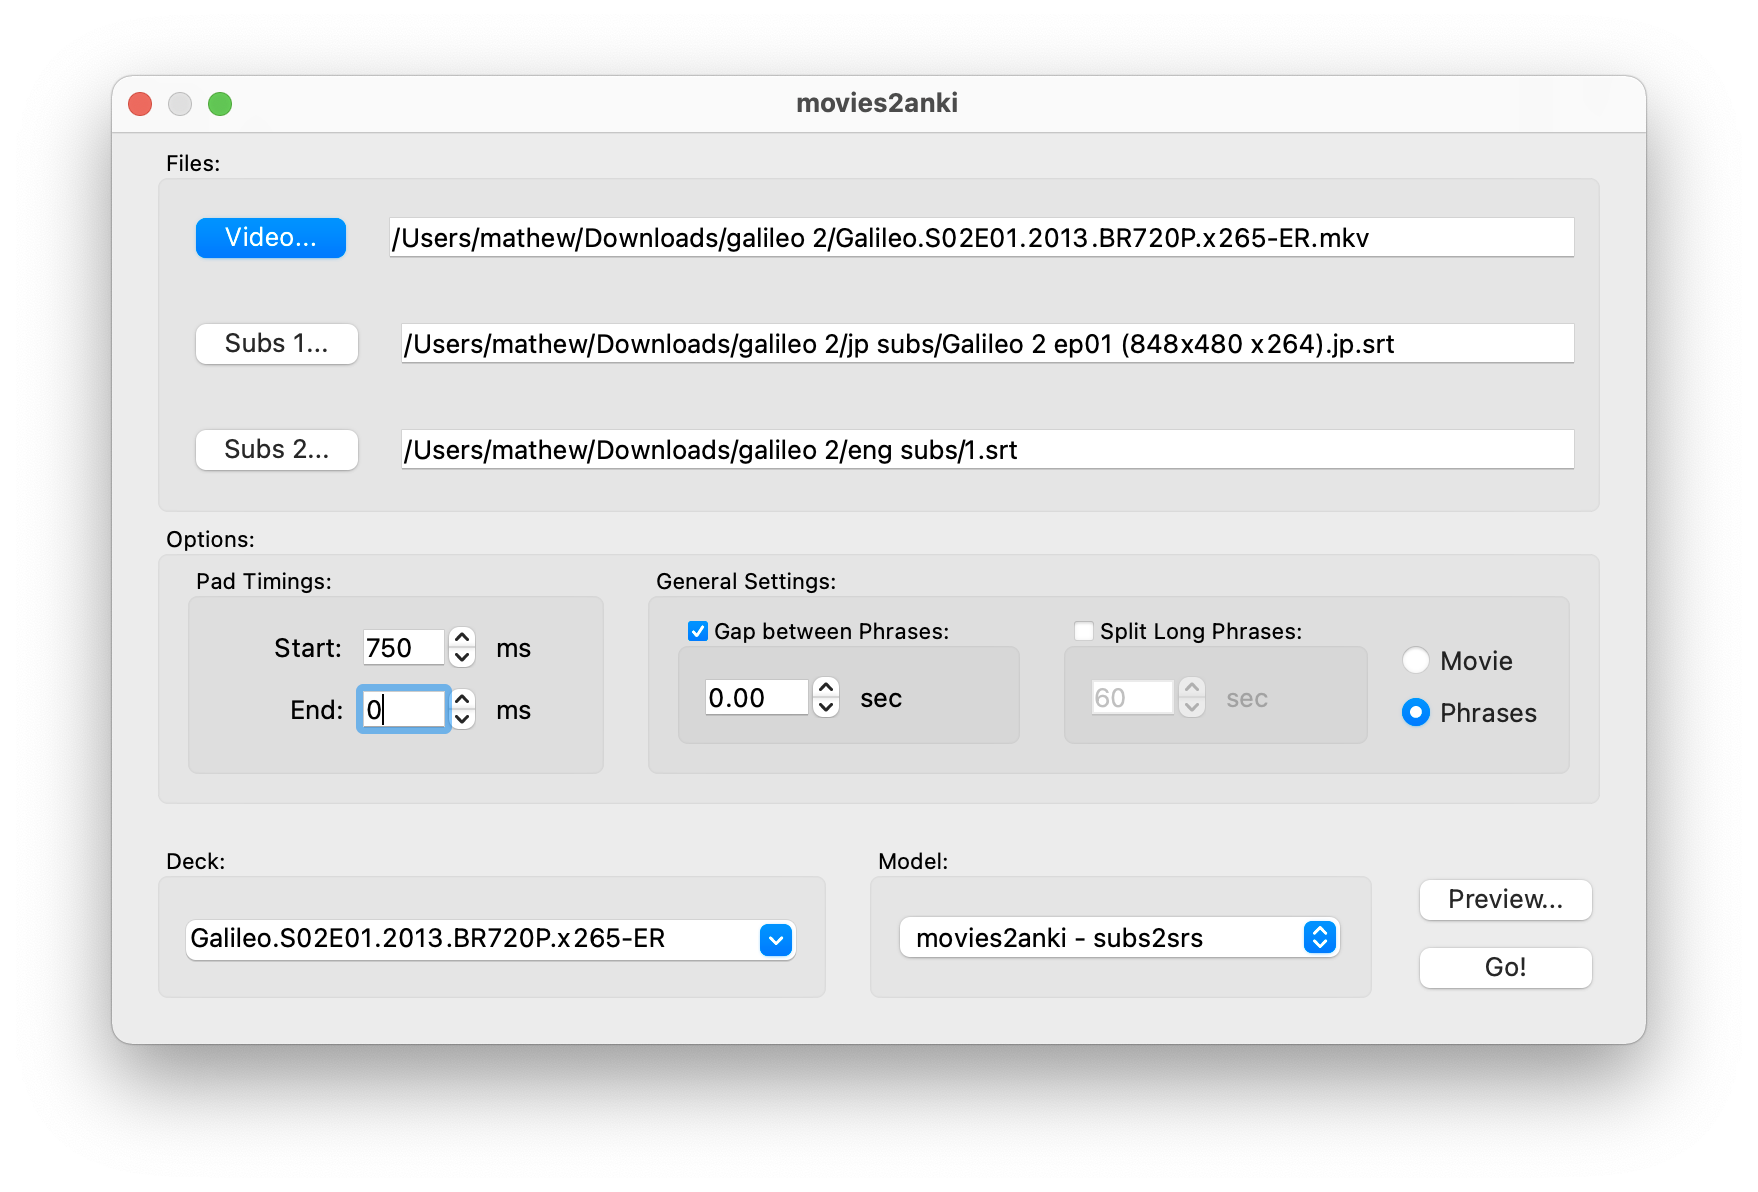 movies2anki
Files:
Video... /Users/mathew/Downloads/galileo 2/Galileo.S02E01.2013.BR720P.x265-ER.mkv
Subs 1... /Users/mathew/Downloads/galileo 2/jp subs/Galileo 2 ep01 (848x480 x264).jp.srt
Subs 2... /Users/mathew/Downloads/galileo 2/eng subs/1.srt
Options:
Pad Timings:
Start: 750 ms
End: 0 ms
General Settings:
Gap between Phrases:
0.00 sec
Split Long Phrases:
60 sec
Movie
Phrases
Deck:
Galileo.S02E01.2013.BR720P.x265-ER
Model:
movies2anki - subs2srs
Preview...
Go!